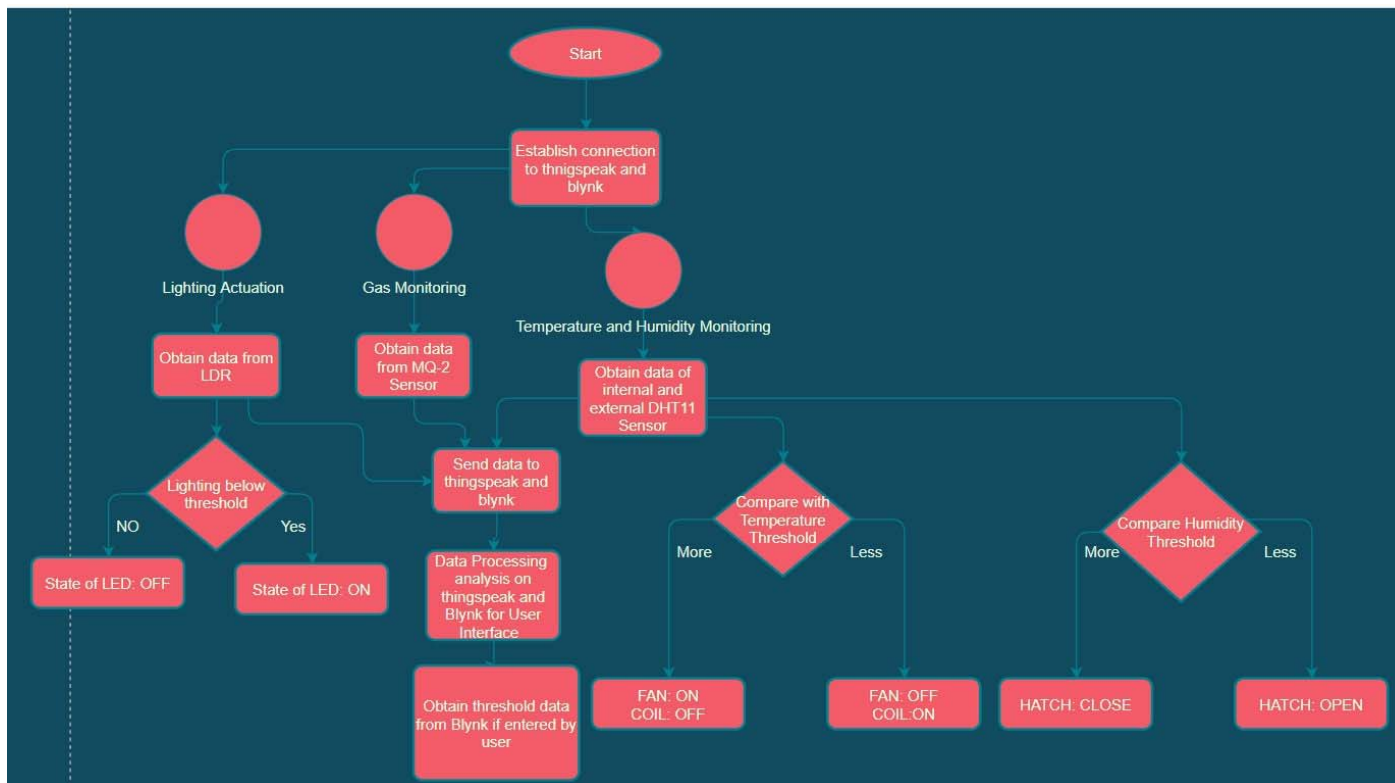 Start
Establish connection
to thnigspeak and
blynk
Lighting Actuation
Gas Monitoring
Temperature and Humidity Monitoring
Obtain data from
LDR
Obtain data
from MQ-2
Sensor
Obtain data of
internal and
external DHT11
Sensor
Lighting below
threshold
NO
Yes
State of LED: OFF
State of LED: ON
Send data to
thingspeak and
blynk
Data Processing
analysis on
thingspeak and
Blynk for User
Interface
Obtain threshold data
from Blynk if entered by
user
Compare with
Temperature
Threshold
More
Less
FAN: ON
COIL: OFF
FAN: OFF
COIL:ON
Compare Humidity
Threshold
More
Less
HATCH: CLOSE
HATCH: OPEN